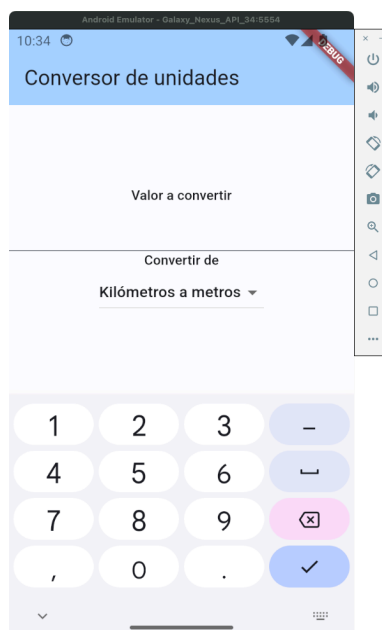 Android Emulator - Galaxy_Nexus_API_34:5554
10:34
DEBUG
Conversor de unidades
Valor a convertir
Convertir de
Kilómetros a metros
1 2 3 –
4 5 6
7 8 9
, 0 .